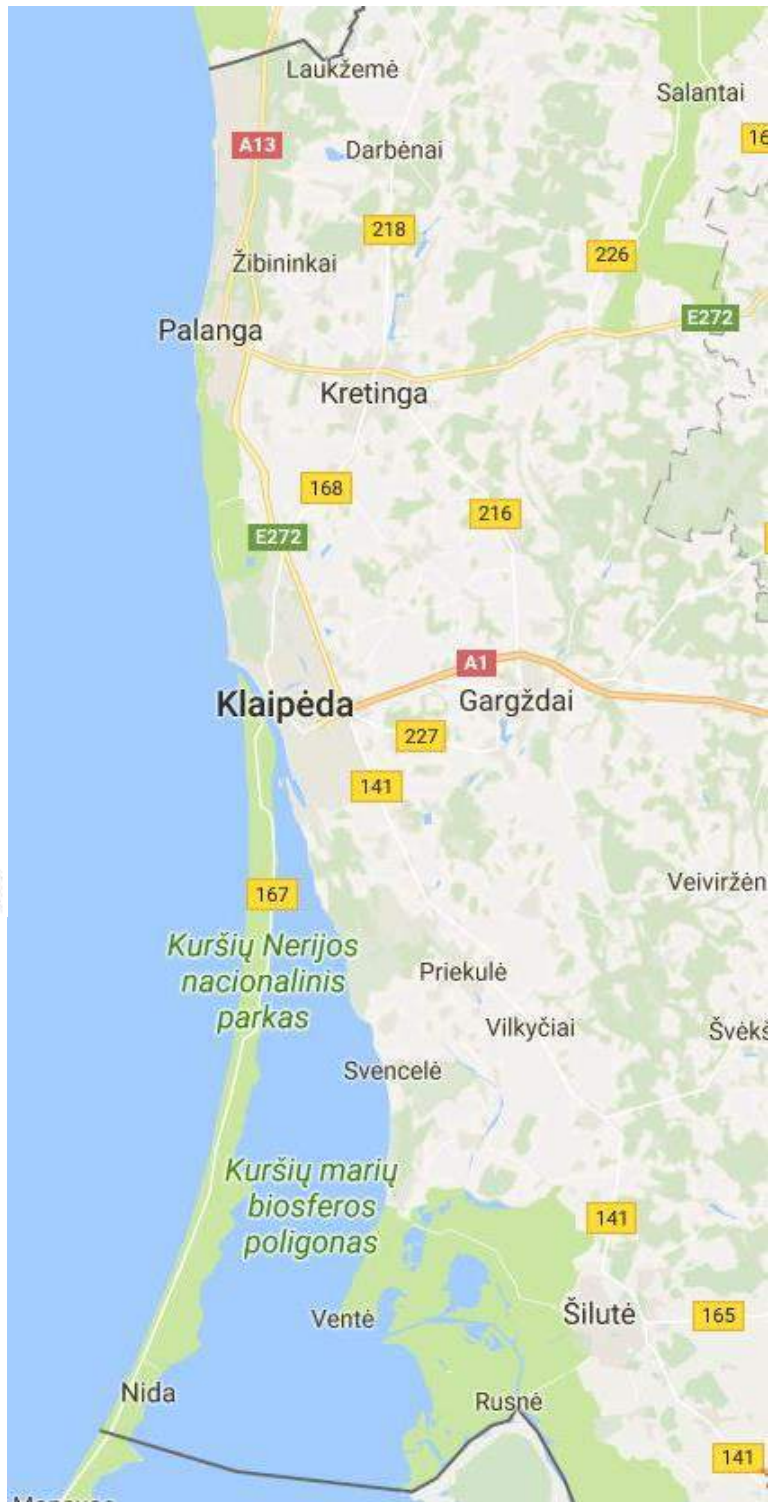 Laukžemė
Salantai
A13
Darbėnai
218
226
Žibininkai
E272
Palanga
Kretinga
168
216
E272
A1
Klaipėda
Gargždai
227
141
167
Veiviržėn
Kuršių Nerijos
nacionalinis
parkas
Priekulė
Vilkyčiai
Svencelė
Kuršių marių
biosferos
poligonas
141
Ventė
Šilutė
165
Nida
Rusnė
141